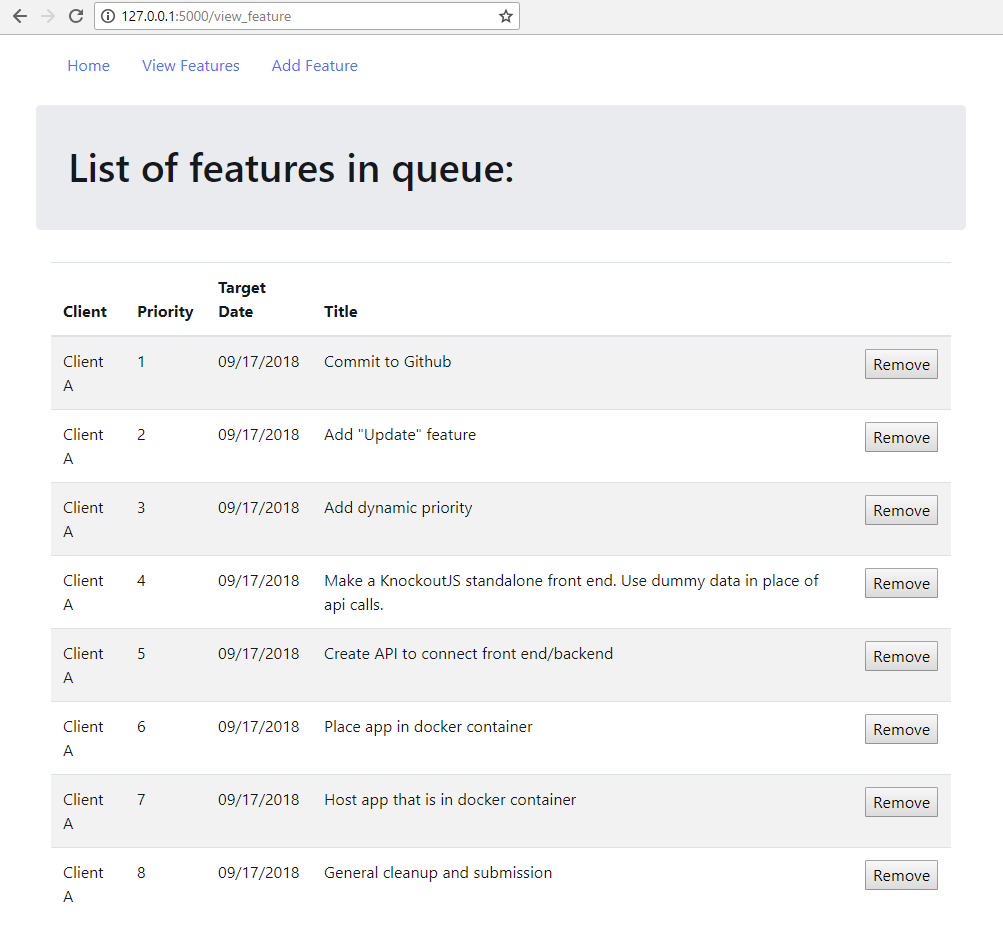 127.0.0.1:5000/view_feature
Home View Features Add Feature
List of features in queue:
Client Priority Target Date Title
Client A 1 09/17/2018 Commit to Github Remove
Client A 2 09/17/2018 Add "Update" feature Remove
Client A 3 09/17/2018 Add dynamic priority Remove
Client A 4 09/17/2018 Make a KnockoutJS standalone front end. Use dummy data in place of
api calls. Remove
Client A 5 09/17/2018 Create API to connect front end/backend Remove
Client A 6 09/17/2018 Place app in docker container Remove
Client A 7 09/17/2018 Host app that is in docker container Remove
Client A 8 09/17/2018 General cleanup and submission Remove